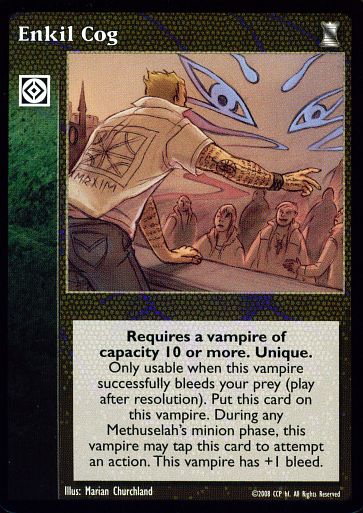 Enkil Cog
Requires a vampire of
capacity 10 or more. Unique.
Only usable when this vampire
successfully bleeds your prey (play
after resolution). Put this card on
this vampire. During any
Methuselah's minion phase, this
vampire may tap this card to attempt
an action. This vampire has +1 bleed.
Illus: Marian Churchland
©2008 CCP hf. All Rights Reserved